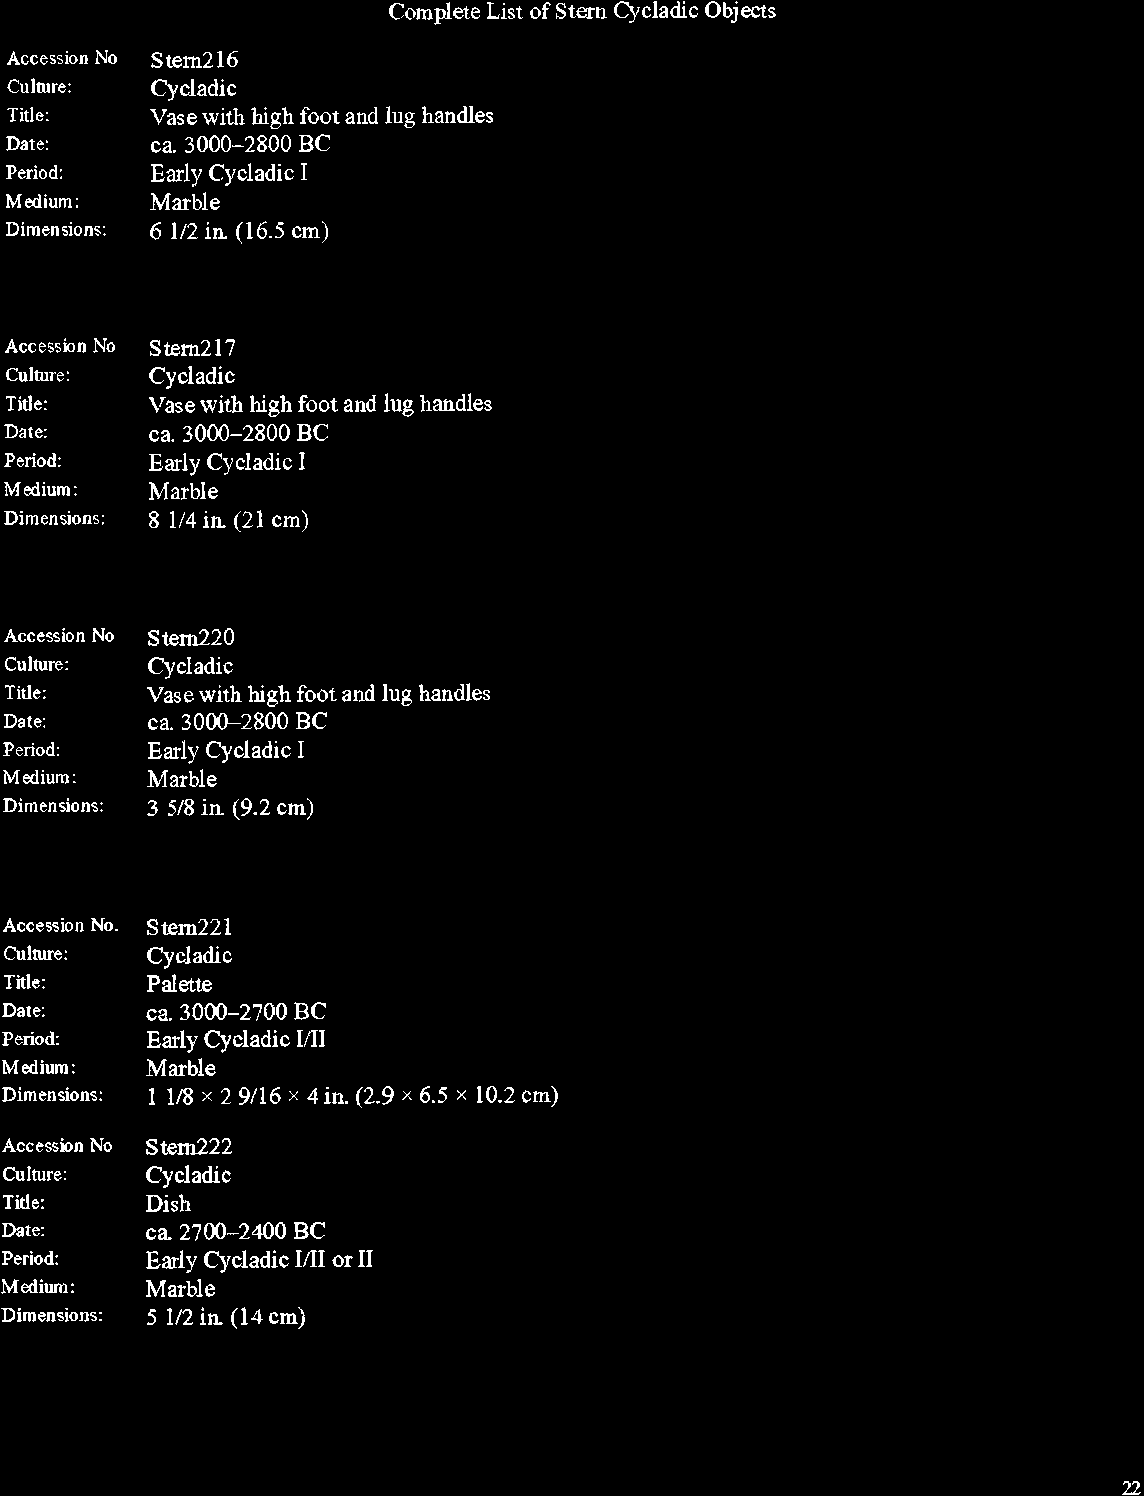 Complete List of Stern Cycladic Objects
Accession No Stern216
Culture: Cycladic
Title: Vase with high foot and lug handles
Date: ca. 3000–2800 BC
Period: Early Cycladic I
Medium: Marble
Dimensions: 6 1/2 in. (16.5 cm)
Accession No Stern217
Culture: Cycladic
Title: Vase with high foot and lug handles
Date: ca. 3000–2800 BC
Period: Early Cycladic I
Medium: Marble
Dimensions: 8 1/4 in. (21 cm)
Accession No Stern220
Culture: Cycladic
Title: Vase with high foot and lug handles
Date: ca. 3000–2800 BC
Period: Early Cycladic I
Medium: Marble
Dimensions: 3 5/8 in. (9.2 cm)
Accession No. Stern221
Culture: Cycladic
Title: Palette
Date: ca. 3000–2700 BC
Period: Early Cycladic I/II
Medium: Marble
Dimensions: 1 1/8 × 2 9/16 × 4 in. (2.9 × 6.5 × 10.2 cm)
Accession No Stern222
Culture: Cycladic
Title: Dish
Date: ca. 2700–2400 BC
Period: Early Cycladic I/II or II
Medium: Marble
Dimensions: 5 1/2 in. (14 cm)
22